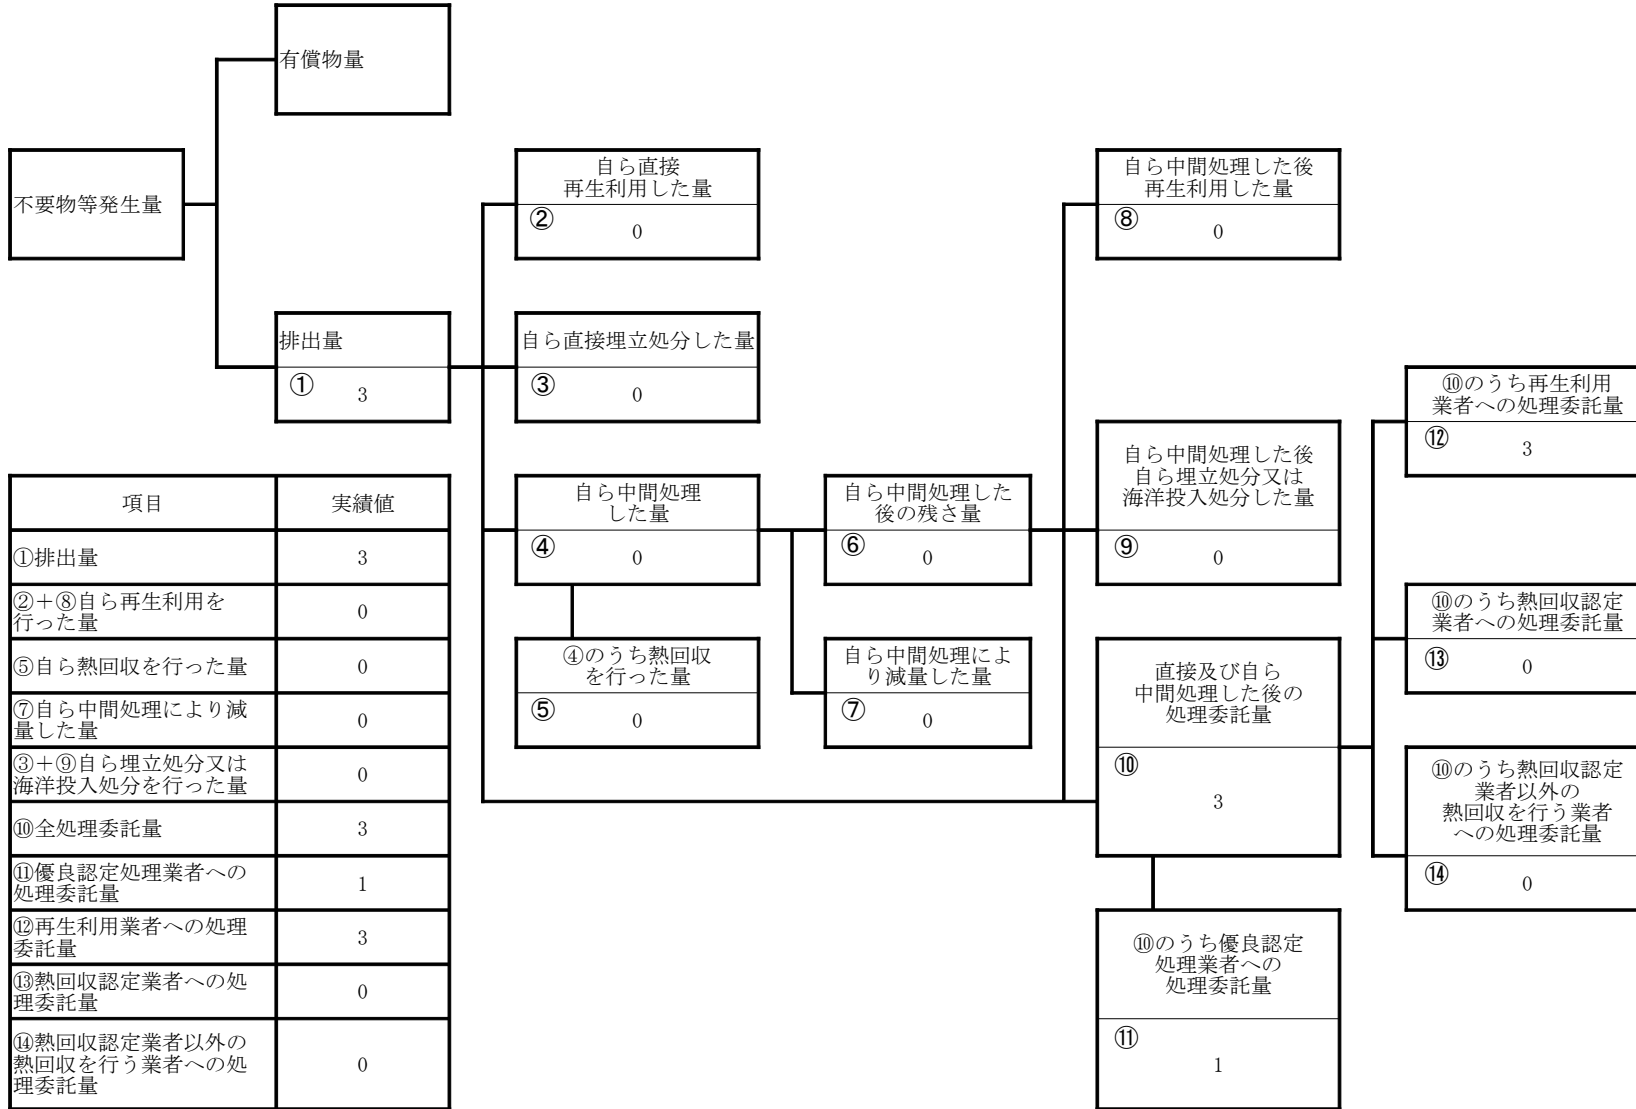 有償物量
不要物等発生量
自ら直接
再生利用した量
②
0
自ら中間処理した後
再生利用した量
⑧
0
排出量
①
3
自ら直接埋立処分した量
③
0
⑩のうち再生利用
業者への処理委託量
⑫
3
自ら中間処理
した量
④
0
自ら中間処理した
後の残さ量
⑥
0
自ら中間処理した後
自ら埋立処分又は
海洋投入処分した量
⑨
0
⑩のうち熱回収認定
業者への処理委託量
⑬
0
④のうち熱回収
を行った量
⑤
0
自ら中間処理によ
り減量した量
⑦
0
直接及び自ら
中間処理した後の
処理委託量
⑩
3
⑩のうち熱回収認定
業者以外の
熱回収を行う業者
への処理委託量
⑭
0
⑩のうち優良認定
処理業者への
処理委託量
⑪
1
項目 実績値
①排出量 3
②＋⑧自ら再生利用を
行った量 0
⑤自ら熱回収を行った量 0
⑦自ら中間処理により減
量した量 0
③＋⑨自ら埋立処分又は
海洋投入処分を行った量 0
⑩全処理委託量 3
⑪優良認定処理業者への
処理委託量 1
⑫再生利用業者への処理
委託量 3
⑬熱回収認定業者への処
理委託量 0
⑭熱回収認定業者以外の
熱回収を行う業者への処
理委託量 0